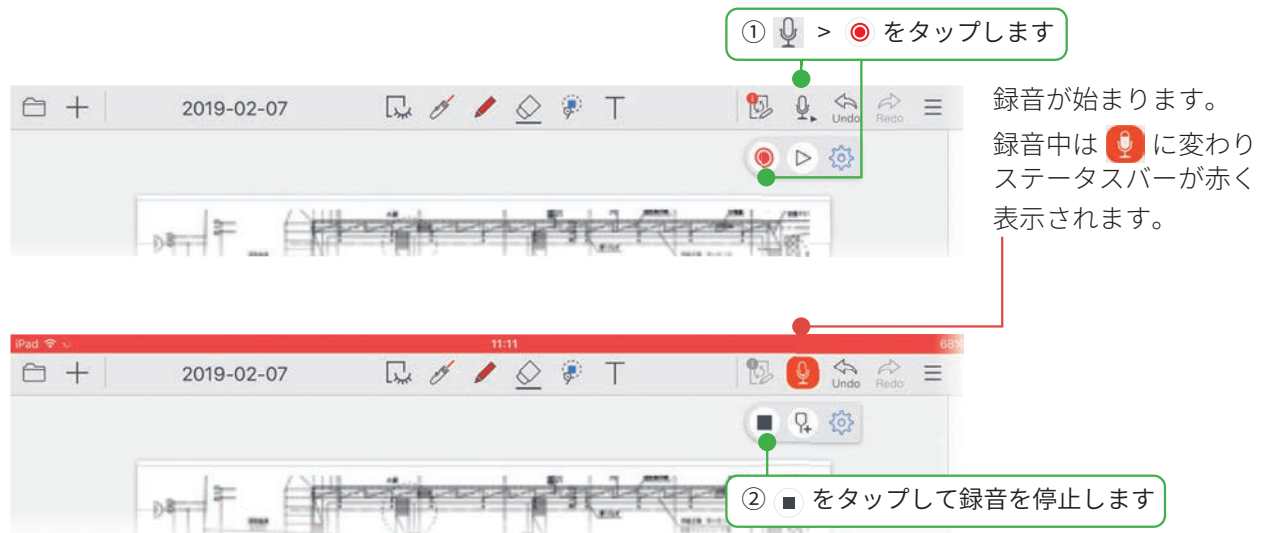 ① > をタップします
2019-02-07
T
Undo
Redo
録音が始まります。
録音中は に変わり
ステータスバーが赤く
表示されます。
iPad
11:11
68%
2019-02-07
T
Undo
Redo
② ■ をタップして録音を停止します